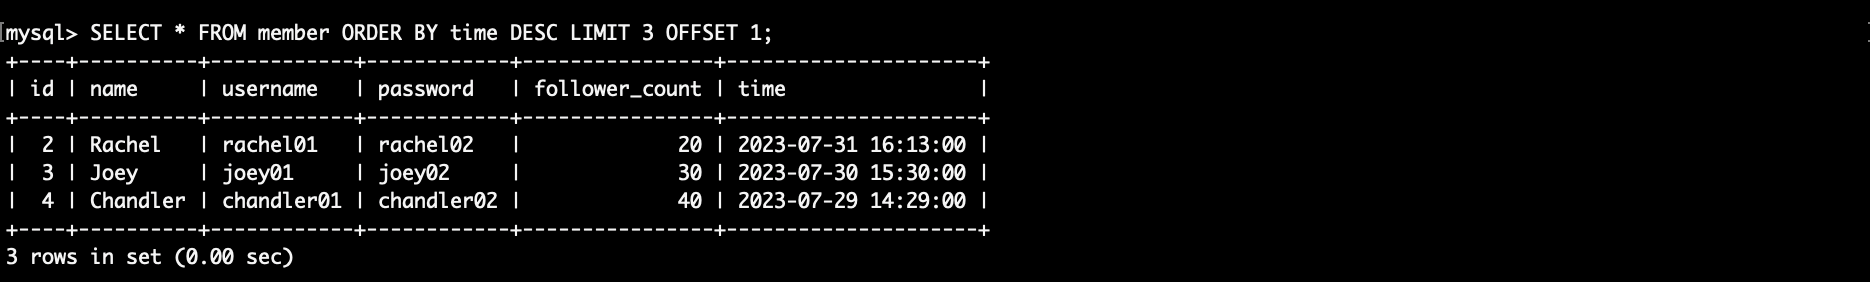 mysql> SELECT * FROM member ORDER BY time DESC LIMIT 3 OFFSET 1;
+----+----------+------------+------------+----------------+---------------------+
| id | name     | username   | password   | follower_count | time                |
+----+----------+------------+------------+----------------+---------------------+
|  2 | Rachel   | rachel01   | rachel02   |             20 | 2023-07-31 16:13:00 |
|  3 | Joey     | joey01     | joey02     |             30 | 2023-07-30 15:30:00 |
|  4 | Chandler | chandler01 | chandler02 |             40 | 2023-07-29 14:29:00 |
+----+----------+------------+------------+----------------+---------------------+
3 rows in set (0.00 sec)